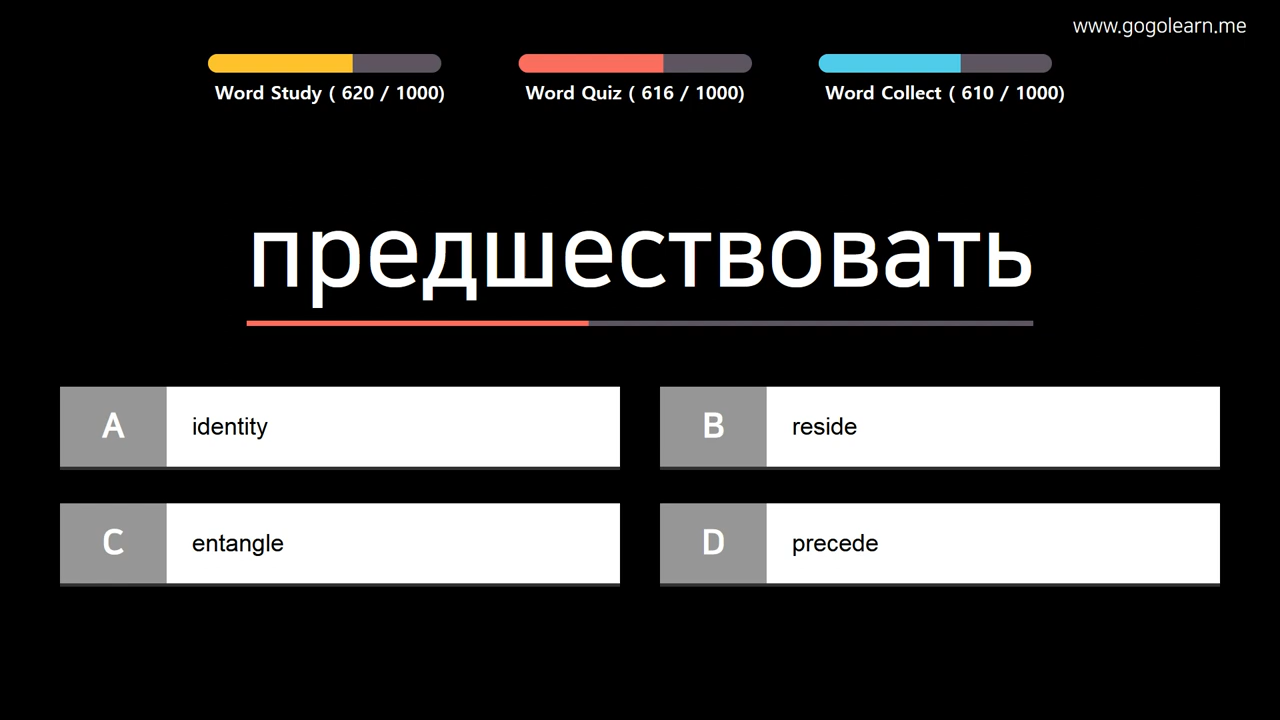 www.gogolearn.me
Word Study ( 620 / 1000)
Word Quiz ( 616 / 1000)
Word Collect ( 610 / 1000)
предшествовать
A identity
B reside
C entangle
D precede